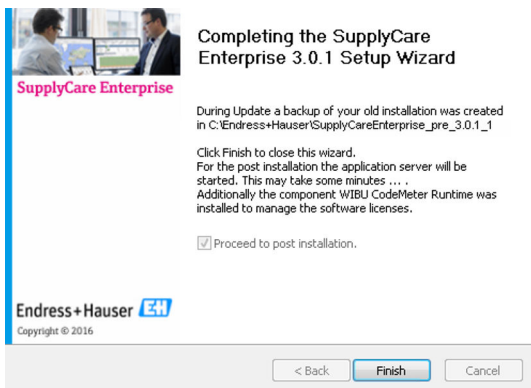 Completing the SupplyCare
Enterprise 3.0.1 Setup Wizard
SupplyCare Enterprise
During Update a backup of your old installation was created
in C:\Endress+Hauser\SupplyCareEnterprise_pre_3.0.1_1
Click Finish to close this wizard.
For the post installation the application server will be
started. This may take some minutes ... .
Additionally the component WIBU CodeMeter Runtime was
installed to manage the software licenses.
Proceed to post installation.
Endress+Hauser EH
Copyright © 2016
< Back Finish Cancel